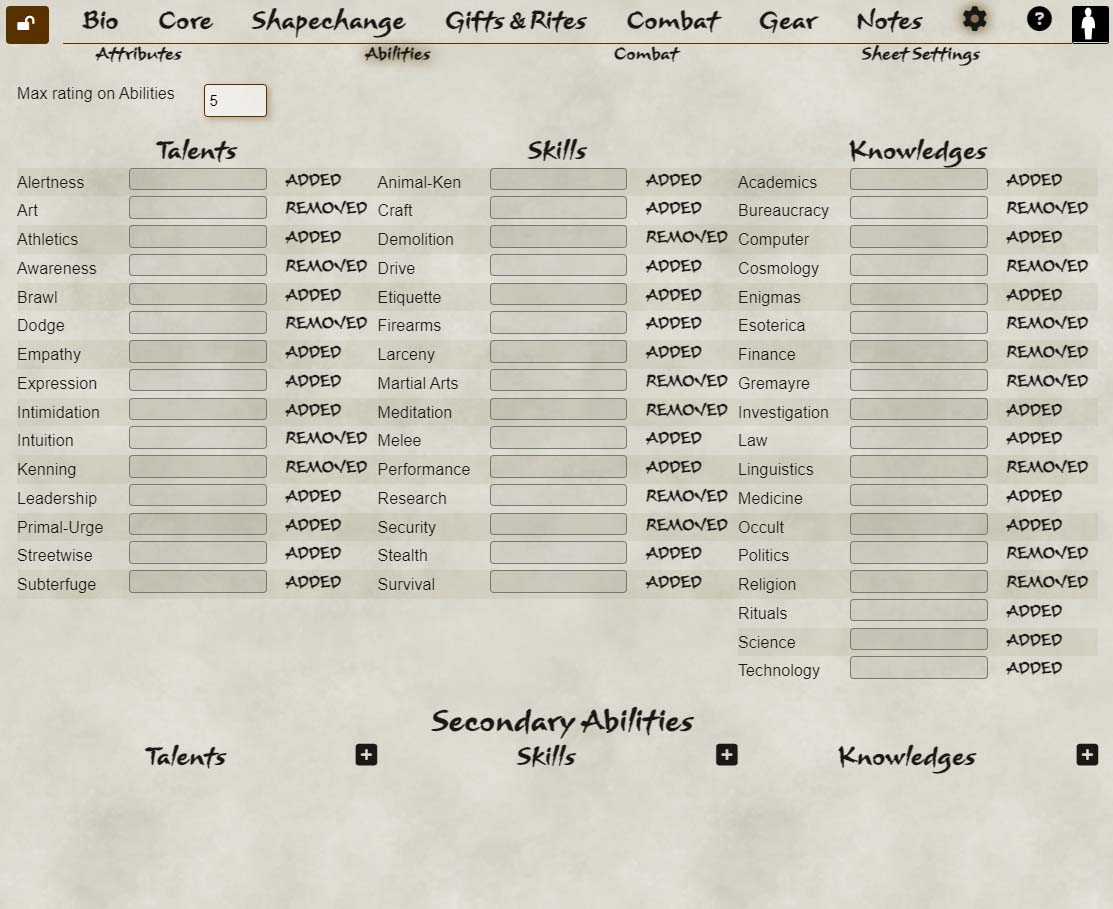 Bio Core Shapechange Gifts & Rites Combat Gear Notes ?
Attributes Abilities Combat Sheet Settings
Max rating on Abilities 5
Talents Skills Knowledges
Alertness ADDED Animal-Ken ADDED Academics ADDED
Art REMOVED Craft ADDED Bureaucracy REMOVED
Athletics ADDED Demolition REMOVED Computer ADDED
Awareness REMOVED Drive ADDED Cosmology REMOVED
Brawl ADDED Etiquette ADDED Enigmas ADDED
Dodge REMOVED Firearms ADDED Esoterica REMOVED
Empathy ADDED Larceny ADDED Finance REMOVED
Expression ADDED Martial Arts REMOVED Gremayre REMOVED
Intimidation ADDED Meditation REMOVED Investigation ADDED
Intuition REMOVED Melee ADDED Law ADDED
Kenning REMOVED Performance ADDED Linguistics REMOVED
Leadership ADDED Research REMOVED Medicine ADDED
Primal-Urge ADDED Security REMOVED Occult ADDED
Streetwise ADDED Stealth ADDED Politics REMOVED
Subterfuge ADDED Survival ADDED Religion REMOVED
Rituals ADDED
Science ADDED
Technology ADDED
Secondary Abilities
Talents + Skills + Knowledges +